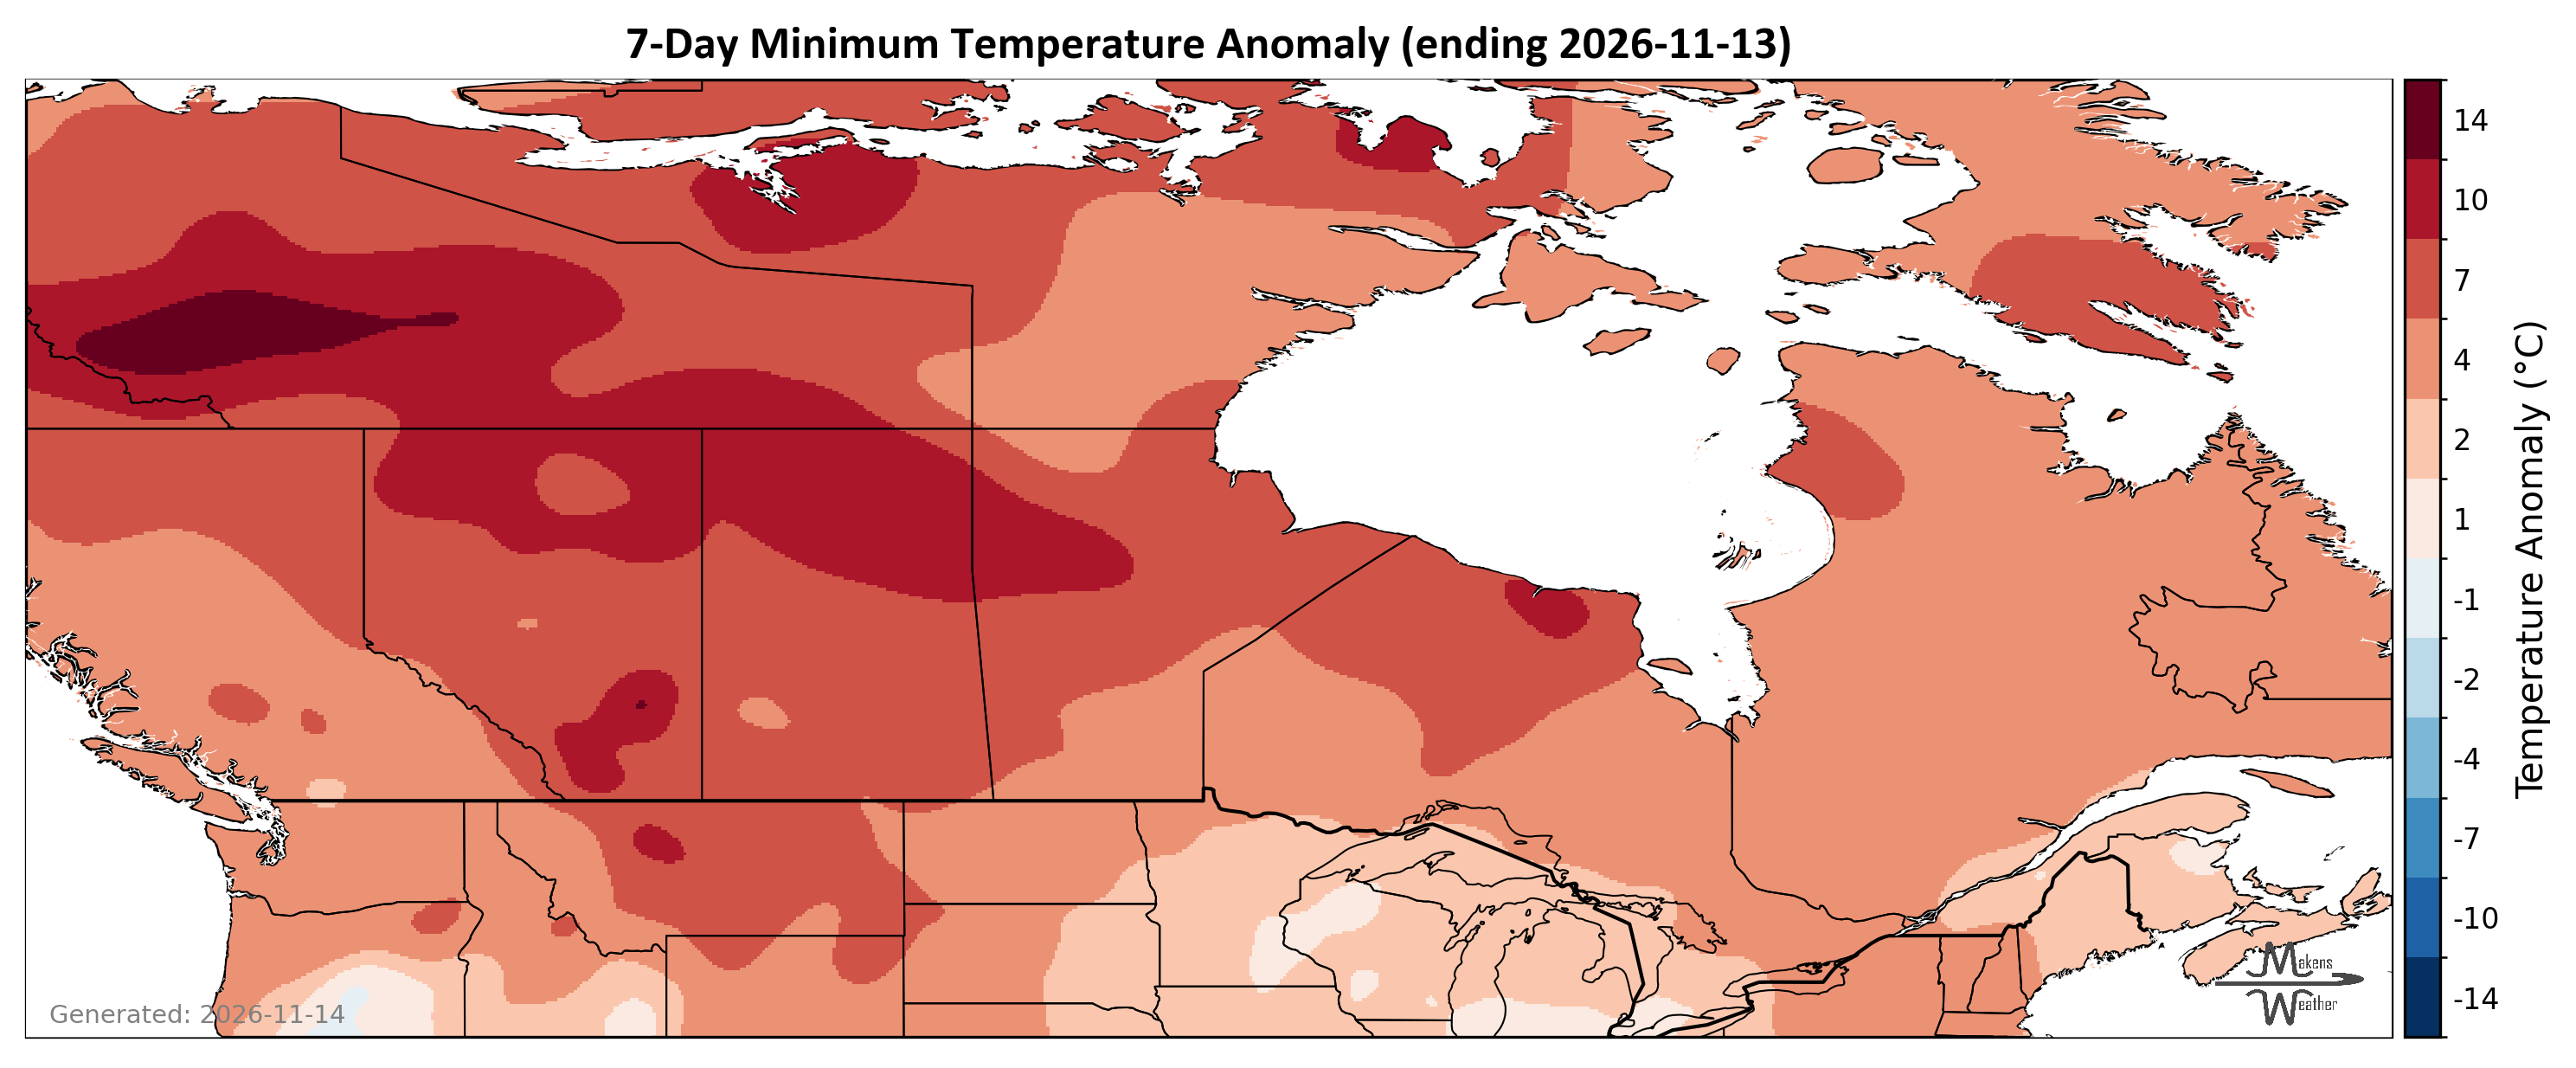 7-Day Minimum Temperature Anomaly (ending 2026-11-13)
14
10
7
4
2
1
-1
-2
-4
-7
-10
-14
Temperature Anomaly (°C)
Generated: 2026-11-14
Makens
Weather